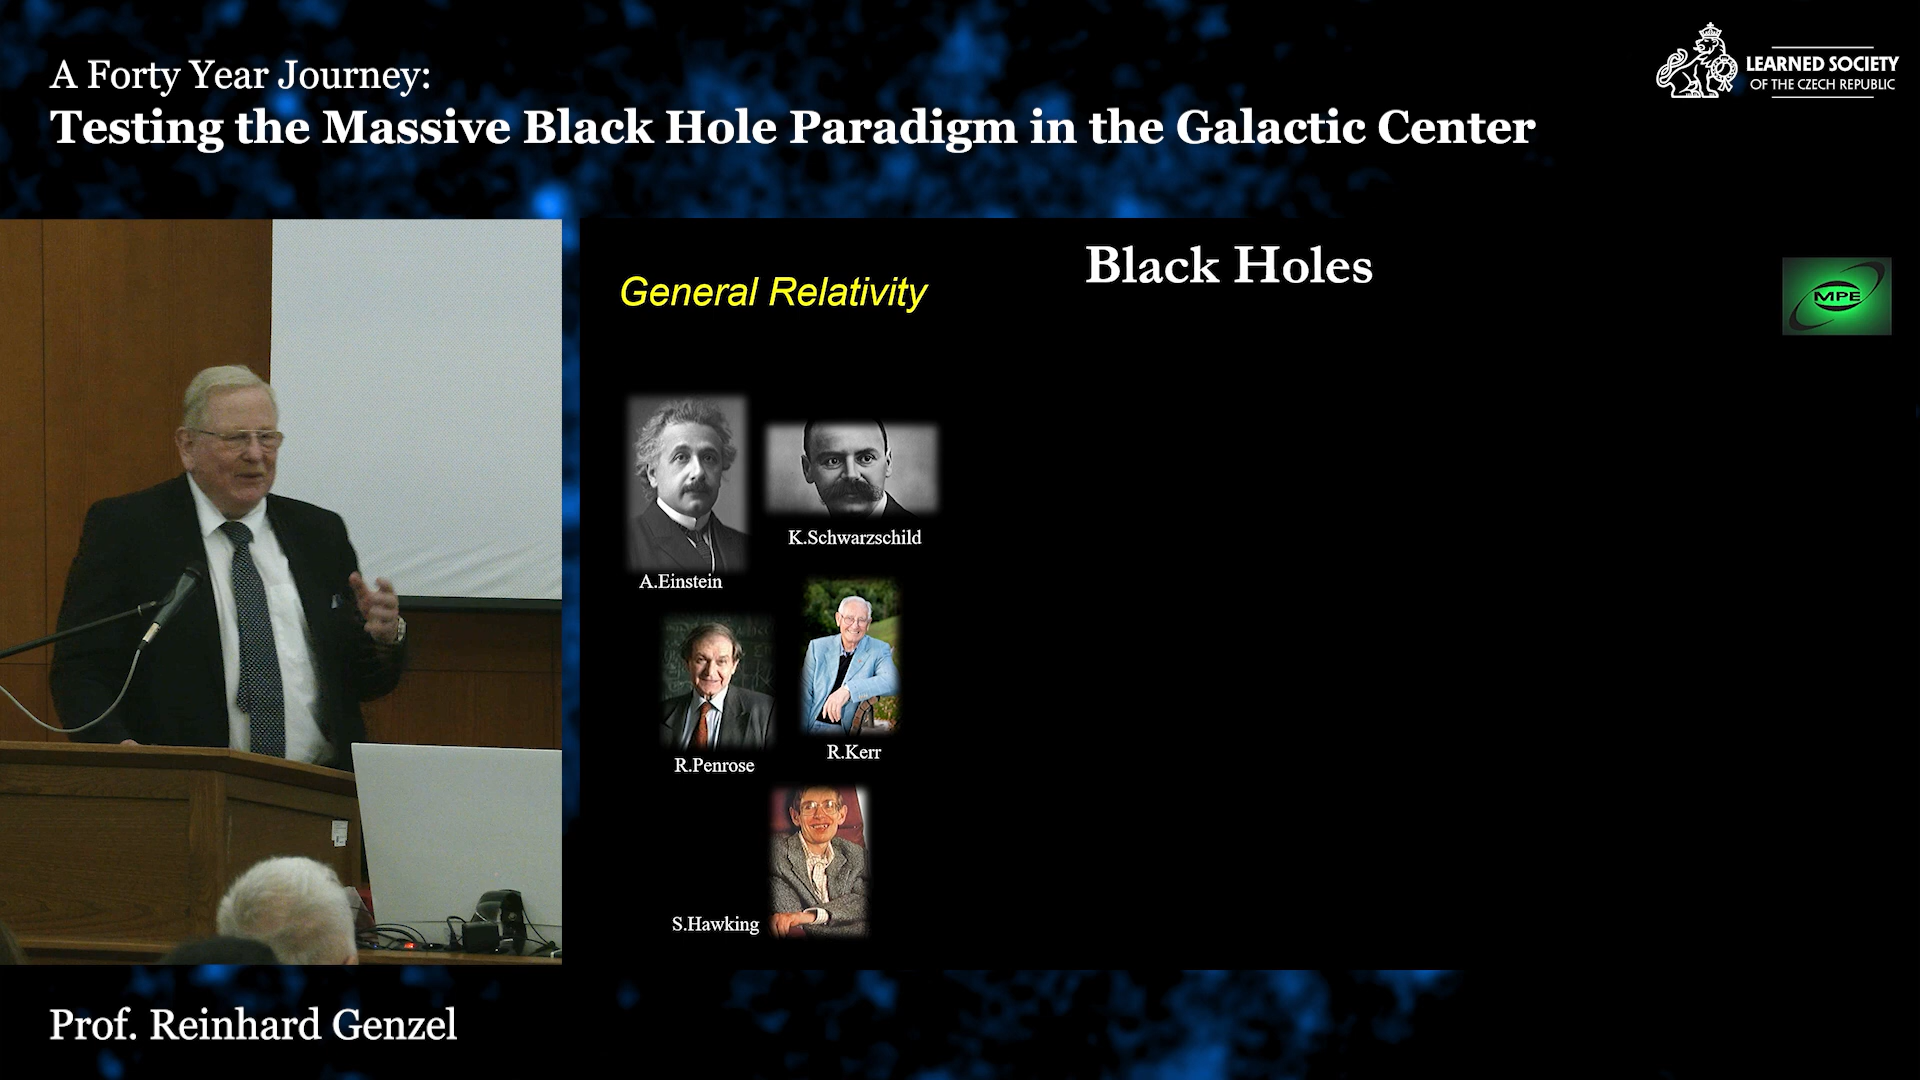 A Forty Year Journey:
Testing the Massive Black Hole Paradigm in the Galactic Center
LEARNED SOCIETY
OF THE CZECH REPUBLIC
Black Holes
General Relativity
MPE
K.Schwarzschild
A.Einstein
R.Kerr
R.Penrose
S.Hawking
Prof. Reinhard Genzel